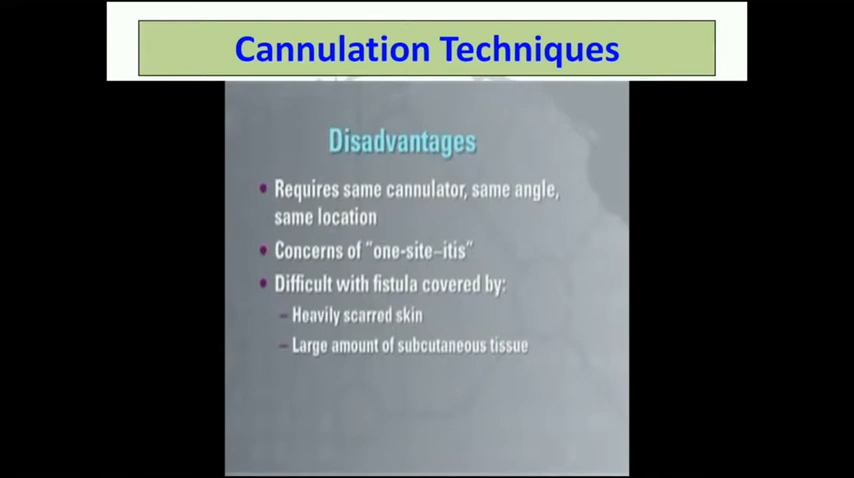 Cannulation Techniques
Disadvantages
• Requires same cannulator, same angle,
same location
• Concerns of "one-site–itis"
• Difficult with fistula covered by:
– Heavily scarred skin
– Large amount of subcutaneous tissue